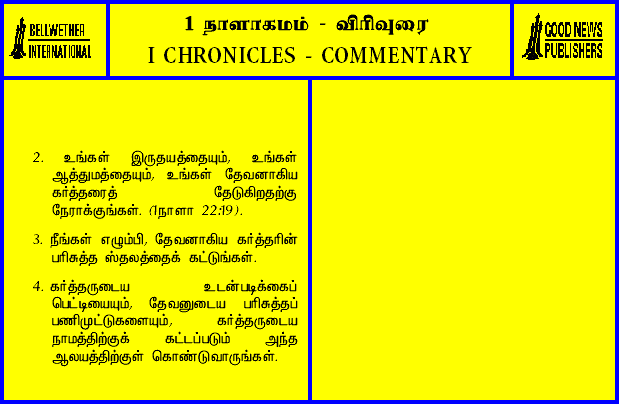 BELLWETHER
INTERNATIONAL
1 நாளாகமம் - விரிவுரை
I CHRONICLES - COMMENTARY
GOOD NEWS
PUBLISHERS
2. உங்கள் இருதயத்தையும், உங்கள்
ஆத்துமத்தையும், உங்கள் தேவனாகிய
கர்த்தரைத் தேடுகிறதற்கு
நேராக்குங்கள். (1நாளா 22:19).
3. நீங்கள் எழும்பி, தேவனாகிய கர்த்தரின்
பரிசுத்த ஸ்தலத்தைக் கட்டுங்கள்.
4. கர்த்தருடைய உடன்படிக்கைப்
பெட்டியையும், தேவனுடைய பரிசுத்தப்
பணிமுட்டுகளையும், கர்த்தருடைய
நாமத்திற்குக் கட்டப்படும் அந்த
ஆலயத்திற்குள் கொண்டுவாருங்கள்.